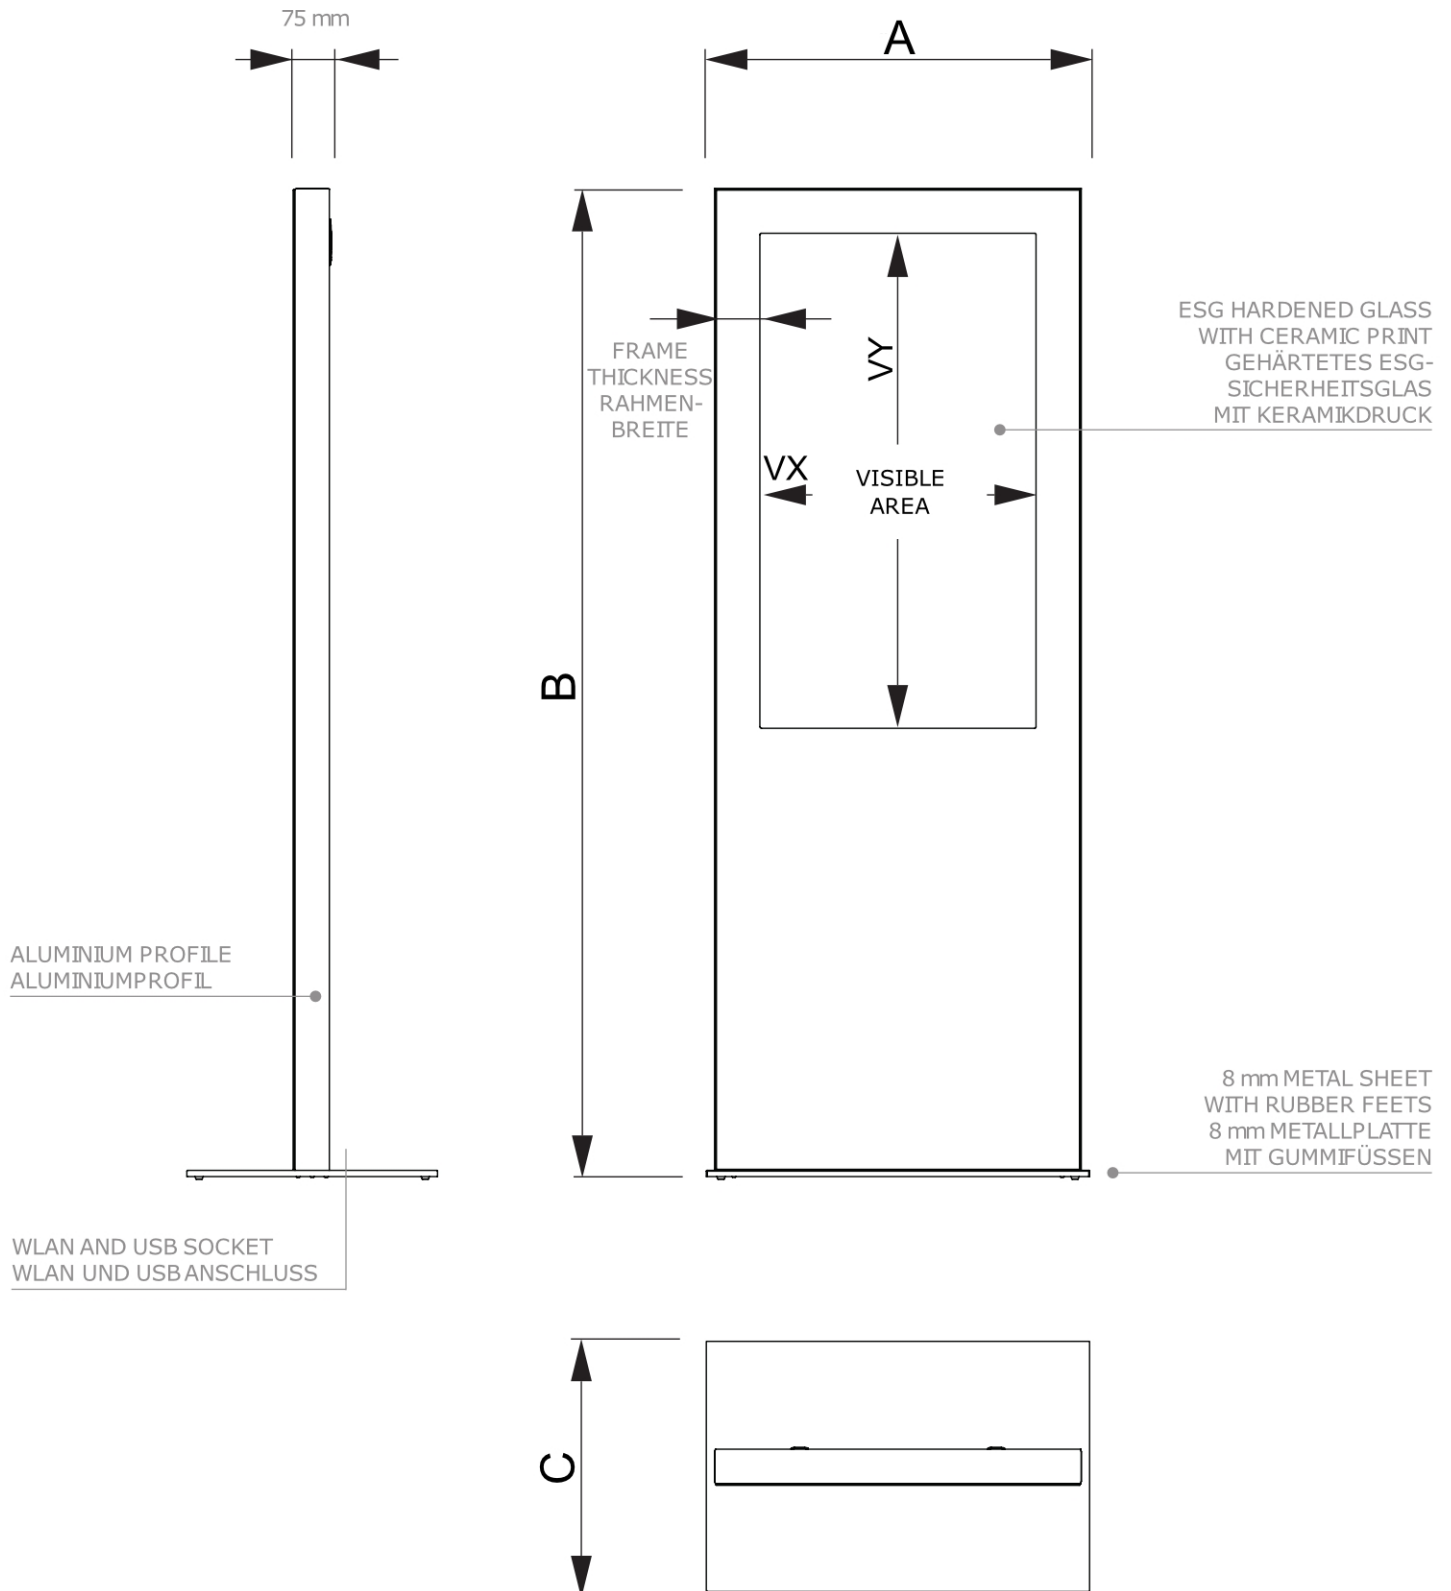 75 mm
A
FRAME
THICKNESS
RAHMEN-
BREITE
VY
VX
VISIBLE
AREA
ESG HARDENED GLASS
WITH CERAMIC PRINT
GEHÄRTETES ESG-
SICHERHEITSGLAS
MIT KERAMIKDRUCK
B
ALUMINIUM PROFILE
ALUMINIUMPROFIL
8 mm METAL SHEET
WITH RUBBER FEETS
8 mm METALLPLATTE
MIT GUMMIFÜSSEN
WLAN AND USB SOCKET
WLAN UND USB ANSCHLUSS
C